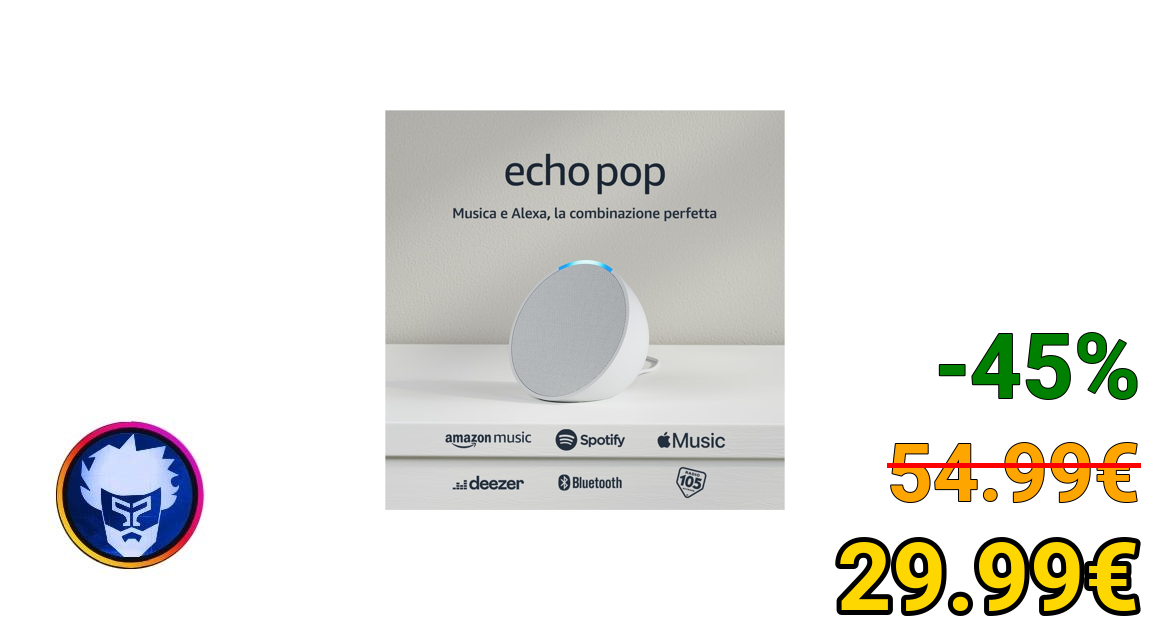 echo pop
Musica e Alexa, la combinazione perfetta
amazon music
Spotify
Music
deezer
Bluetooth
RADIO
105
-45%
54.99€
29.99€